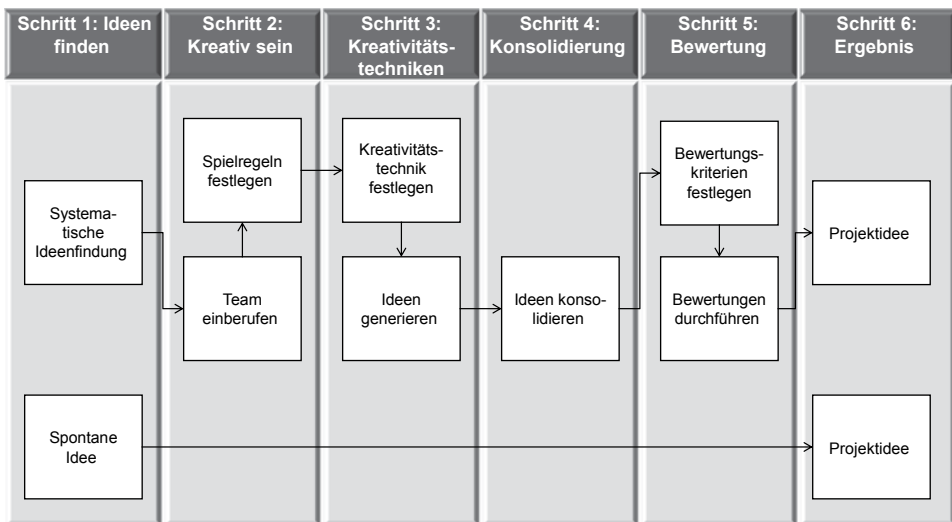 Schritt 1: Ideen
finden
Schritt 2:
Kreativ sein
Schritt 3:
Kreativitäts-
techniken
Schritt 4:
Konsolidierung
Schritt 5:
Bewertung
Schritt 6:
Ergebnis
Systema-
tische
Ideenfindung
Spielregeln
festlegen
Team
einberufen
Kreativitäts-
technik
festlegen
Ideen
generieren
Ideen konso-
lidieren
Bewertungs-
kriterien
festlegen
Bewertungen
durchführen
Projektidee
Spontane
Idee
Projektidee